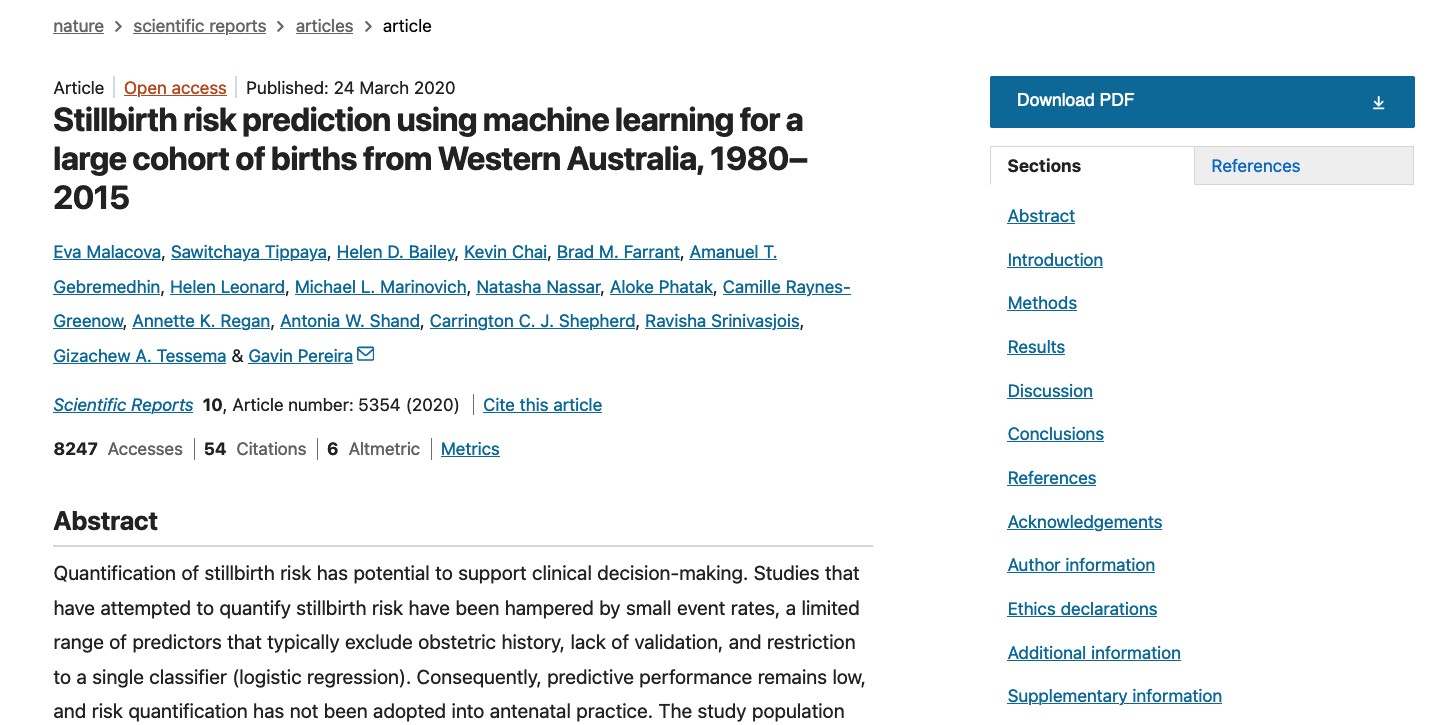 nature > scientific reports > articles > article
Article | Open access | Published: 24 March 2020
Stillbirth risk prediction using machine learning for a
large cohort of births from Western Australia, 1980–
2015
Eva Malacova, Sawitchaya Tippaya, Helen D. Bailey, Kevin Chai, Brad M. Farrant, Amanuel T.
Gebremedhin, Helen Leonard, Michael L. Marinovich, Natasha Nassar, Aloke Phatak, Camille Raynes-
Greenow, Annette K. Regan, Antonia W. Shand, Carrington C. J. Shepherd, Ravisha Srinivasjois,
Gizachew A. Tessema & Gavin Pereira
Scientific Reports 10, Article number: 5354 (2020) | Cite this article
8247 Accesses | 54 Citations | 6 Altmetric | Metrics
Abstract
Quantification of stillbirth risk has potential to support clinical decision-making. Studies that
have attempted to quantify stillbirth risk have been hampered by small event rates, a limited
range of predictors that typically exclude obstetric history, lack of validation, and restriction
to a single classifier (logistic regression). Consequently, predictive performance remains low,
and risk quantification has not been adopted into antenatal practice. The study population
Download PDF
Sections
References
Abstract
Introduction
Methods
Results
Discussion
Conclusions
References
Acknowledgements
Author information
Ethics declarations
Additional information
Supplementary information